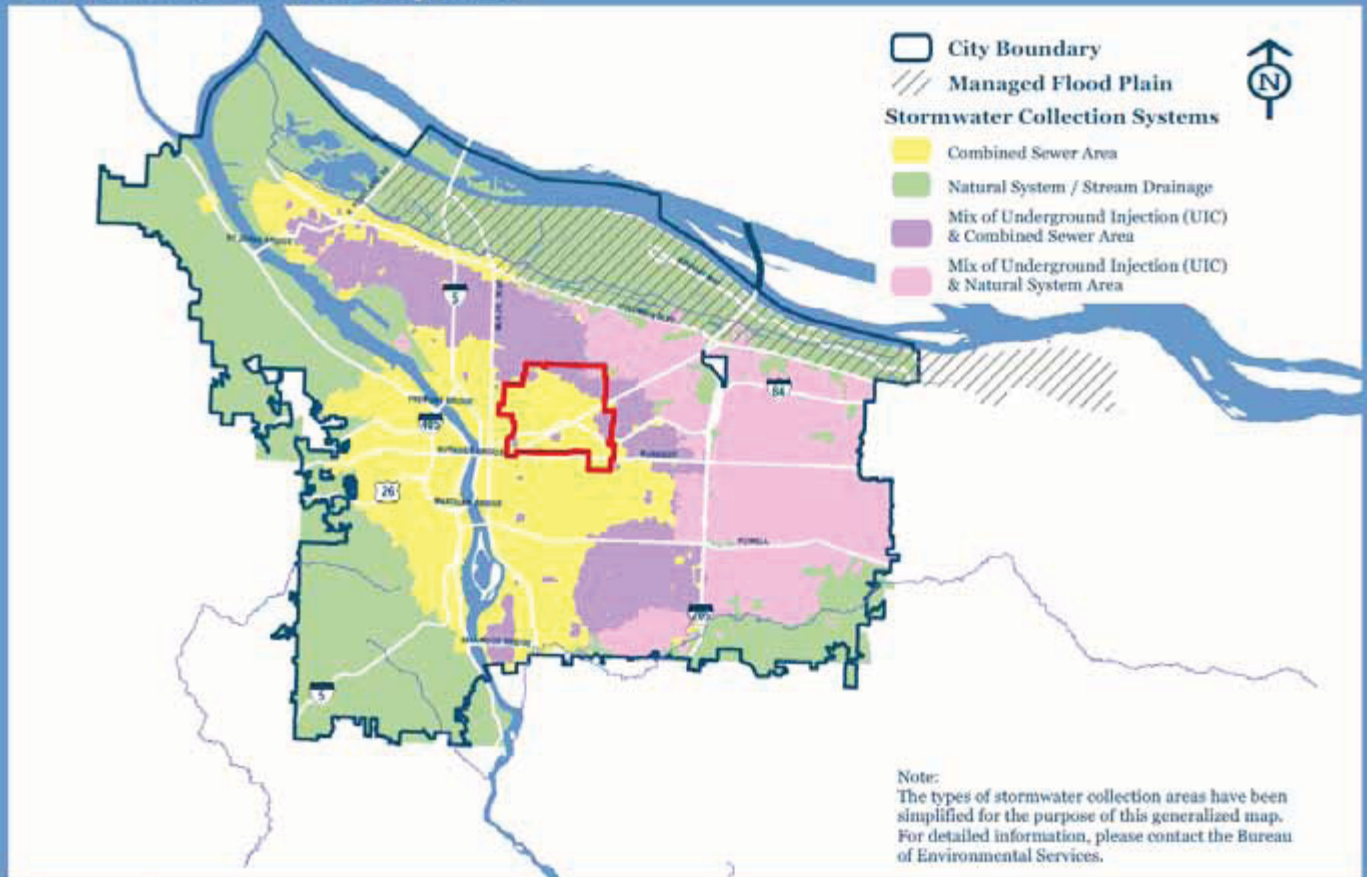 City Boundary
Managed Flood Plain
N
Stormwater Collection Systems
Combined Sewer Area
Natural System / Stream Drainage
Mix of Underground Injection (UIC)
& Combined Sewer Area
Mix of Underground Injection (UIC)
& Natural System Area
5
84
405
26
POWELL
205
5
Note:
The types of stormwater collection areas have been
simplified for the purpose of this generalized map.
For detailed information, please contact the Bureau
of Environmental Services.